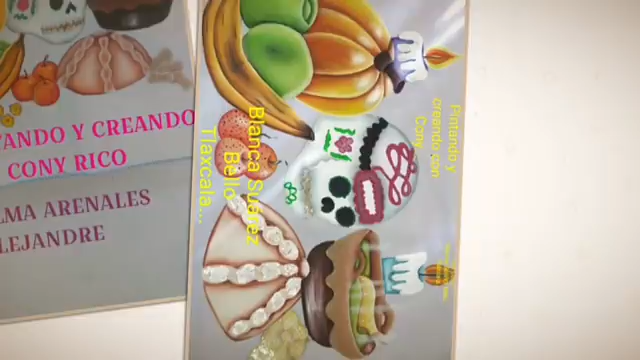 ANDO Y CREANDO
CONY RICO
LMA ARENALES
LEJANDRE
Pintando y
creando con
Cony
Blanca Suárez
Bello
Tlaxcala...